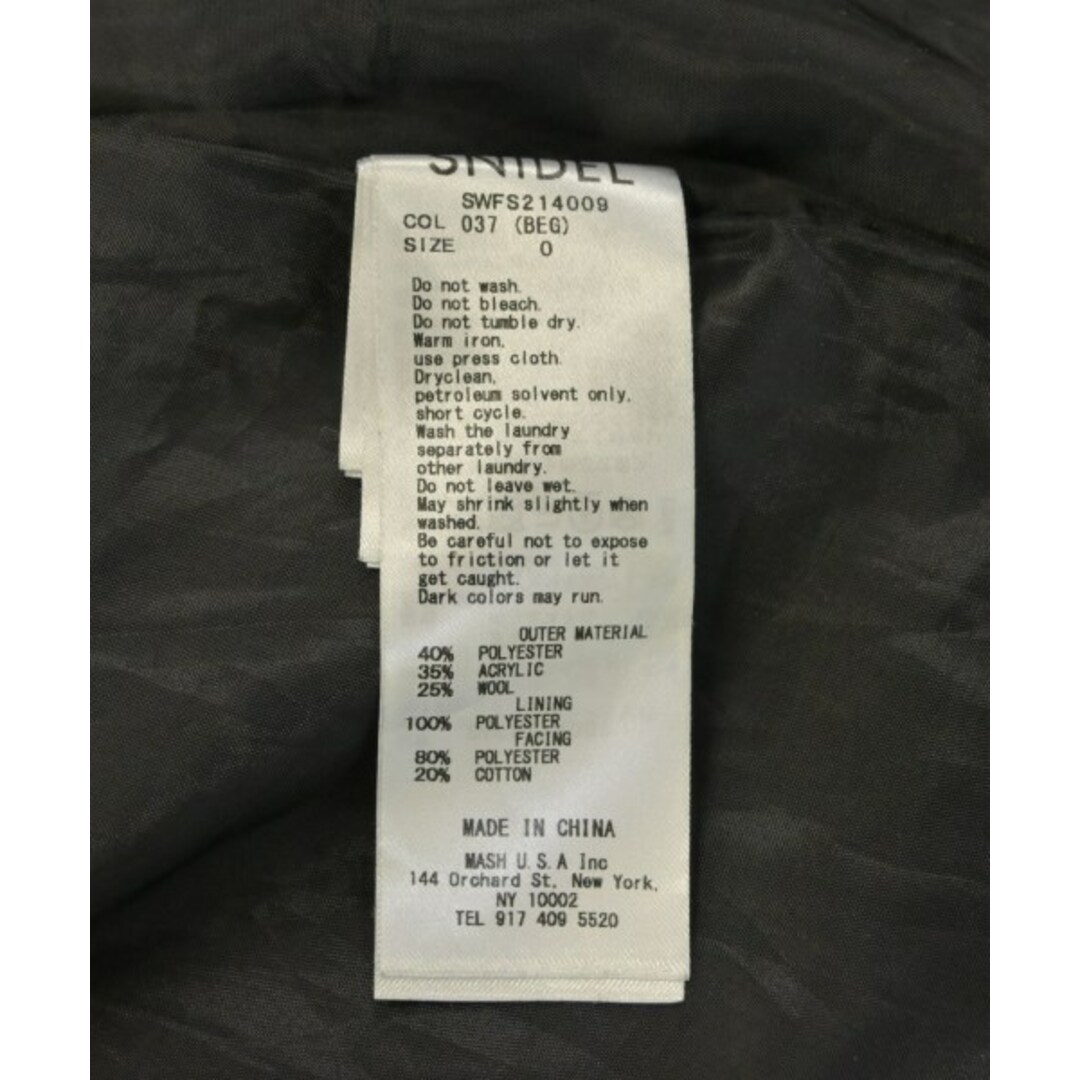 SNIDEL
SWFS214009
COL 037 (BEG)
SIZE 0
Do not wash.
Do not bleach.
Do not tumble dry.
Warm iron.
use press cloth.
Dryclean.
petroleum solvent only.
short cycle.
Wash the laundry
separately from
other laundry.
Do not leave wet.
May shrink slightly when
washed.
Be careful not to expose
to friction or let it
get caught.
Dark colors may run.
OUTER MATERIAL
40% POLYESTER
35% ACRYLIC
25% WOOL
LINING
100% POLYESTER
FACING
80% POLYESTER
20% COTTON
MADE IN CHINA
MASH U.S.A Inc
144 Orchard St. New York,
NY 10002
TEL 917 409 5520